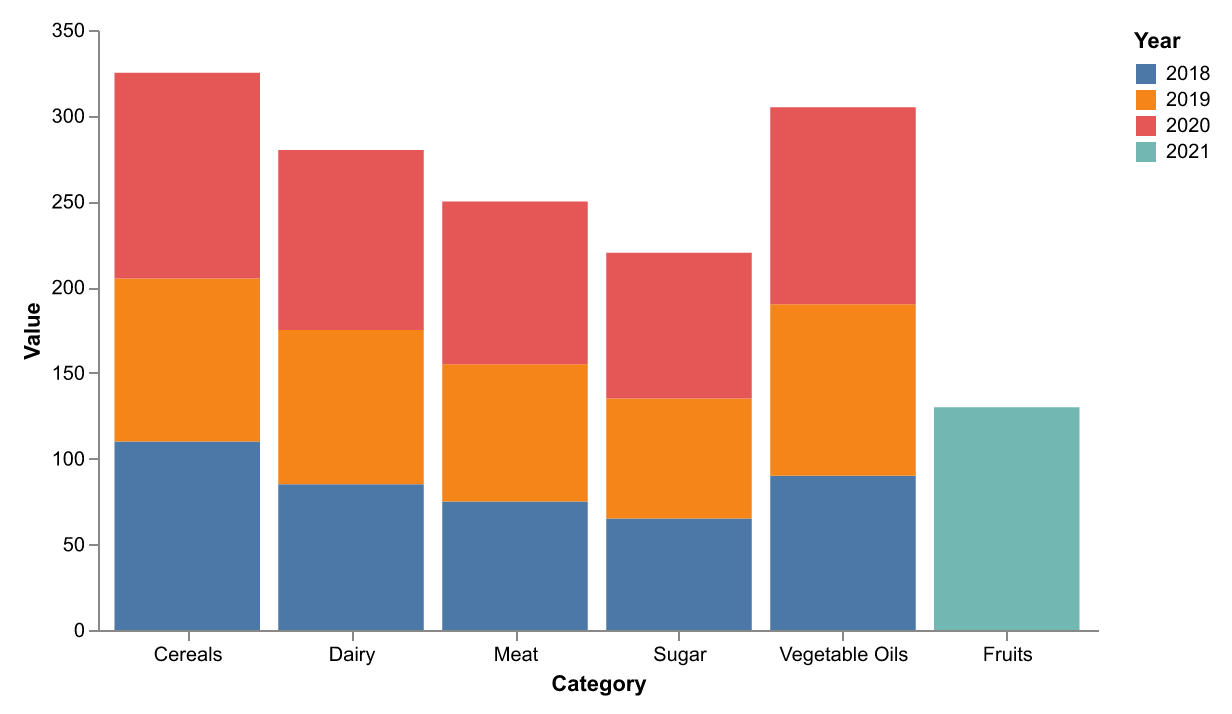 350
300
250
200
150
100
50
0
Value
Cereals
Dairy
Meat
Sugar
Vegetable Oils
Fruits
Category
Year
2018
2019
2020
2021